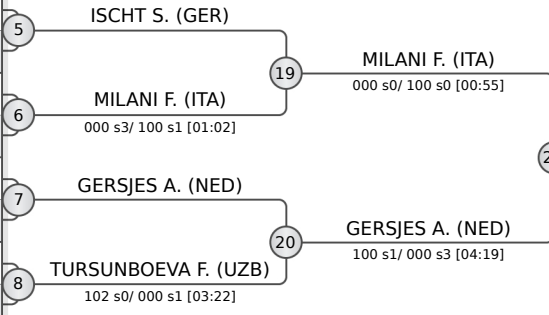 ISCHT S. (GER)
5
19
MILANI F. (ITA)
000 s0/ 100 s0 [00:55]
MILANI F. (ITA)
6
000 s3/ 100 s1 [01:02]
GERSJES A. (NED)
7
20
GERSJES A. (NED)
100 s1/ 000 s3 [04:19]
TURSUNBOEVA F. (UZB)
8
102 s0/ 000 s1 [03:22]